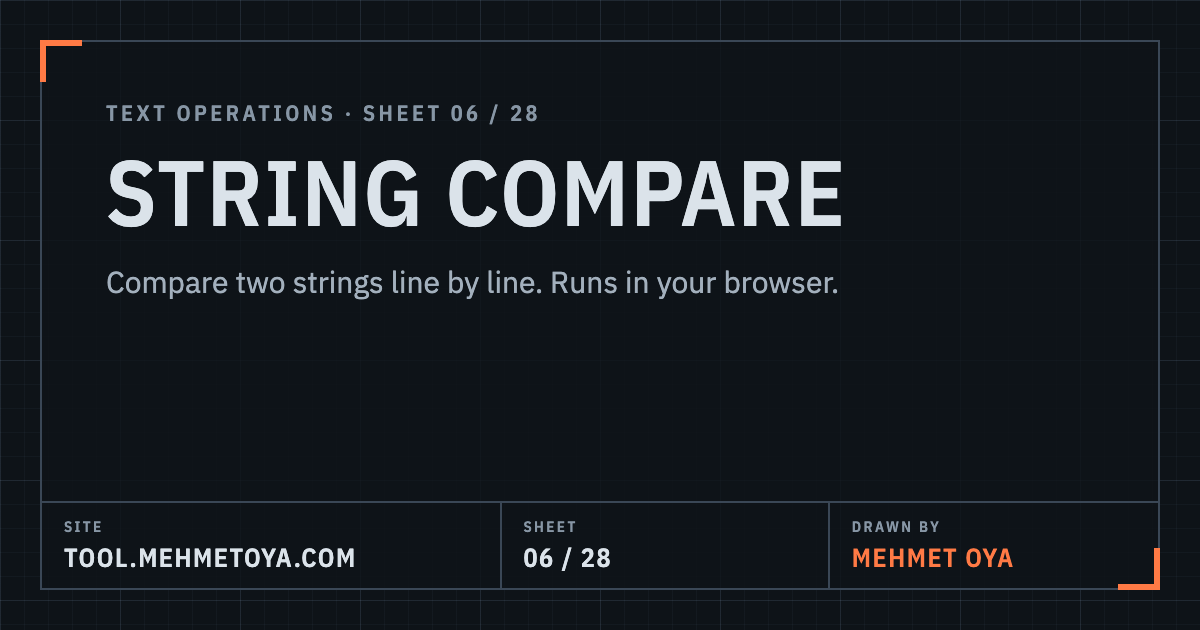 TEXT OPERATIONS · SHEET 06 / 28
STRING COMPARE
Compare two strings line by line. Runs in your browser.
SITE
TOOL.MEHMETOYA.COM
SHEET
06 / 28
DRAWN BY
MEHMET OYA